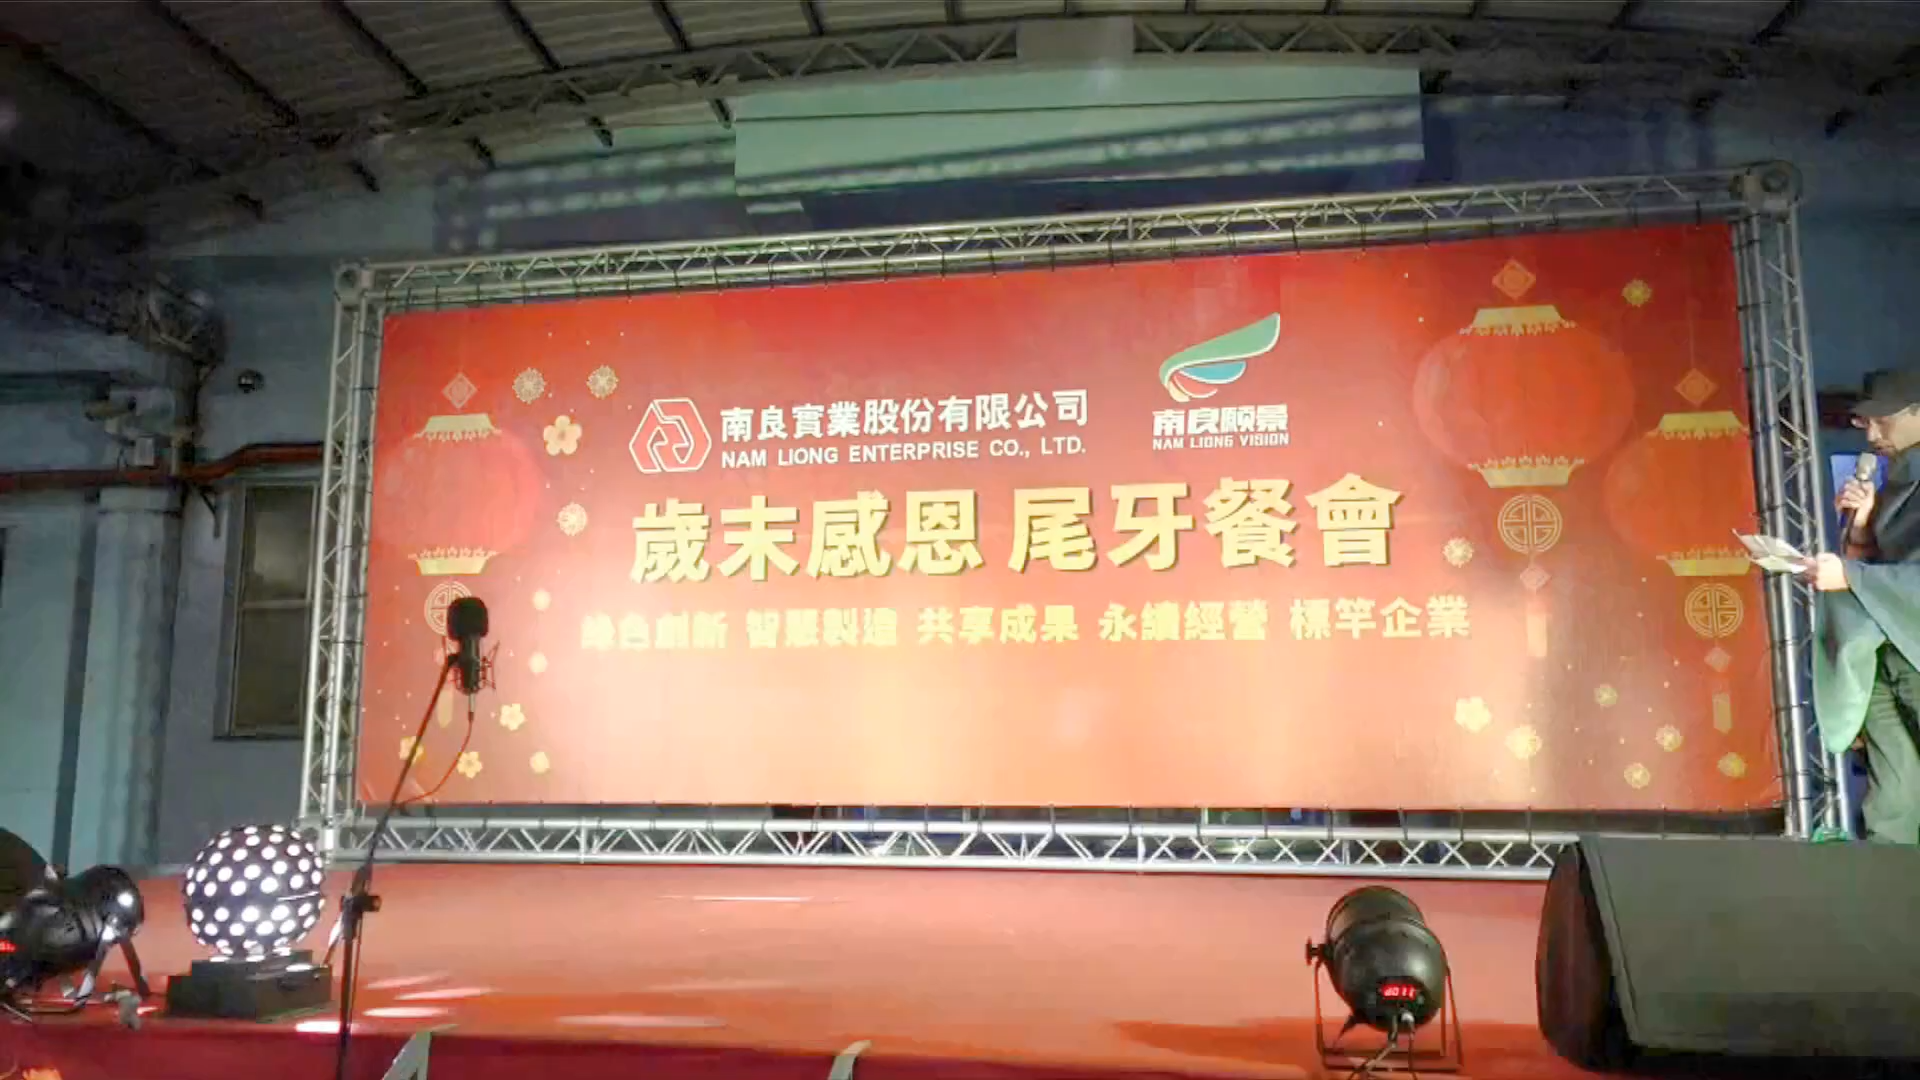 南良實業股份有限公司
NAM LIONG ENTERPRISE CO., LTD.
南良願景
NAM LIONG VISION
歲末感恩 尾牙餐會
綠色創新 智慧製造 共享成果 永續經營 標竿企業
d011